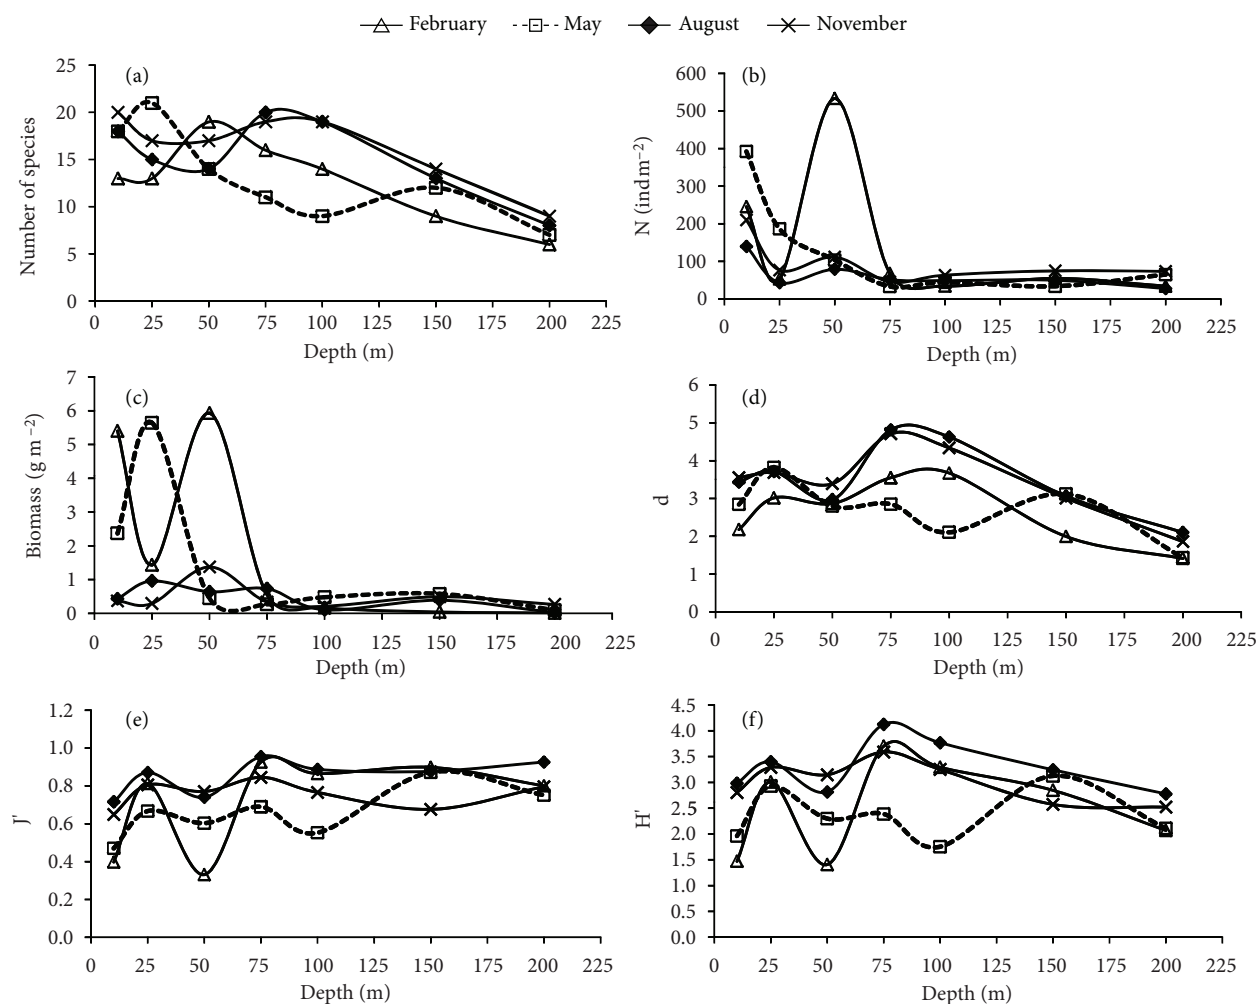 February May August November
(a)
25
20
15
10
5
0
Number of species
0 25 50 75 100 125 150 175 200 225
Depth (m)
(b)
600
500
400
300
200
100
0
N (ind m⁻²)
0 25 50 75 100 125 150 175 200 225
Depth (m)
(c)
7
6
5
4
3
2
1
0
Biomass (g m⁻²)
0 25 50 75 100 125 150 175 200 225
Depth (m)
(d)
6
5
4
3
2
1
0
d
0 25 50 75 100 125 150 175 200 225
Depth (m)
(e)
1.2
1.0
0.8
0.6
0.4
0.2
0.0
J'
0 25 50 75 100 125 150 175 200 225
Depth (m)
(f)
4.5
4.0
3.5
3.0
2.5
2.0
1.5
1.0
0.5
0.0
H'
0 25 50 75 100 125 150 175 200 225
Depth (m)